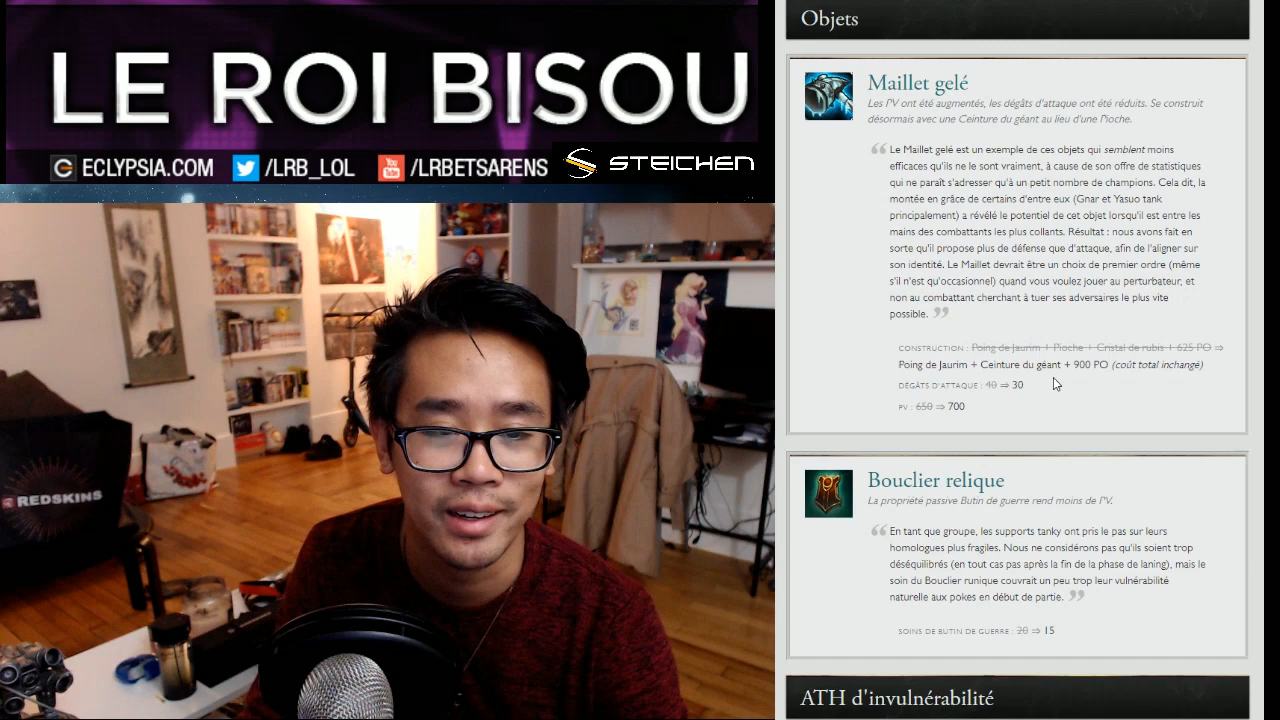 LE ROI BISOU
ECLYPSIA.COM
/LRB_LOL
You Tube
/LRBETSARENS
STEICHEN
REDSKINS
Objets
Maillet gelé
Les PV ont été augmentés, les dégâts d'attaque ont été réduits. Se construit
désormais avec une Ceinture du géant au lieu d'une Pioche.
Le Maillet gelé est un exemple de ces objets qui semblent moins
efficaces qu'ils ne le sont vraiment, à cause de son offre de statistiques
qui ne paraît s'adresser qu'à un petit nombre de champions. Cela dit, la
montée en grâce de certains d'entre eux (Gnar et Yasuo tank
principalement) a révélé le potentiel de cet objet lorsqu'il est entre les
mains des combattants les plus collants. Résultat : nous avons fait en
sorte qu'il propose plus de défense que d'attaque, afin de l'aligner sur
son identité. Le Maillet devrait être un choix de premier ordre (même
s'il n'est qu'occasionnel) quand vous voulez jouer au perturbateur, et
non au combattant cherchant à tuer ses adversaires le plus vite
possible.
CONSTRUCTION : Poing de Jaurim + Pioche + Cristal de rubis + 625 PO ⇒
Poing de Jaurim + Ceinture du géant + 900 PO (coût total inchangé)
DÉGÂTS D'ATTAQUE : 40 ⇒ 30
PV : 650 ⇒ 700
Bouclier relique
La propriété passive Butin de guerre rend moins de PV.
En tant que groupe, les supports tanky ont pris le pas sur leurs
homologues plus fragiles. Nous ne considérons pas qu'ils soient trop
déséquilibrés (en tout cas pas après la fin de la phase de laning), mais le
soin du Bouclier runique couvrait un peu trop leur vulnérabilité
naturelle aux pokes en début de partie.
SOINS DE BUTIN DE GUERRE : 20 ⇒ 15
ATH d'invulnérabilité